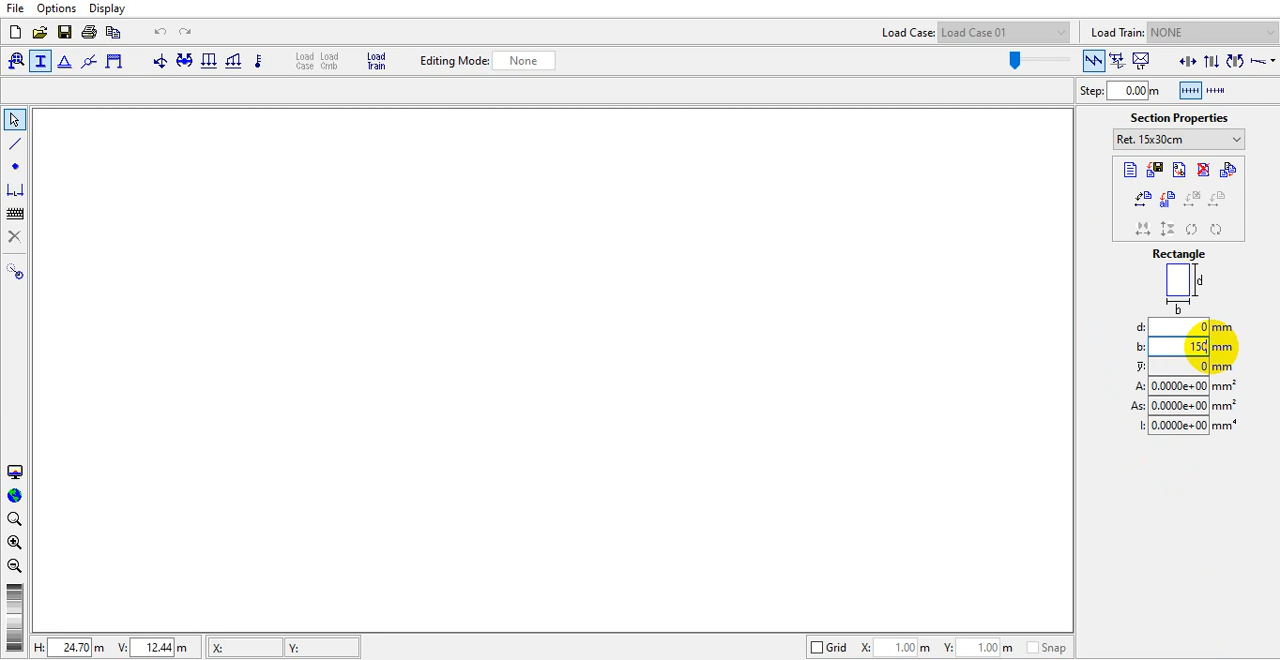 File Options Display
Load Case: Load Case 01 Load Train: NONE
Load Case Load Cmb Load Train Editing Mode: None
Step: 0.00 m
Section Properties
Ret. 15x30cm
Rectangle
d
b
d: 0 mm
b: 150 mm
y̅: 0 mm
A: 0.0000e+00 mm²
As: 0.0000e+00 mm²
I: 0.0000e+00 mm⁴
H: 24.70 m V: 12.44 m X: Y: Grid X: 1.00 m Y: 1.00 m Snap